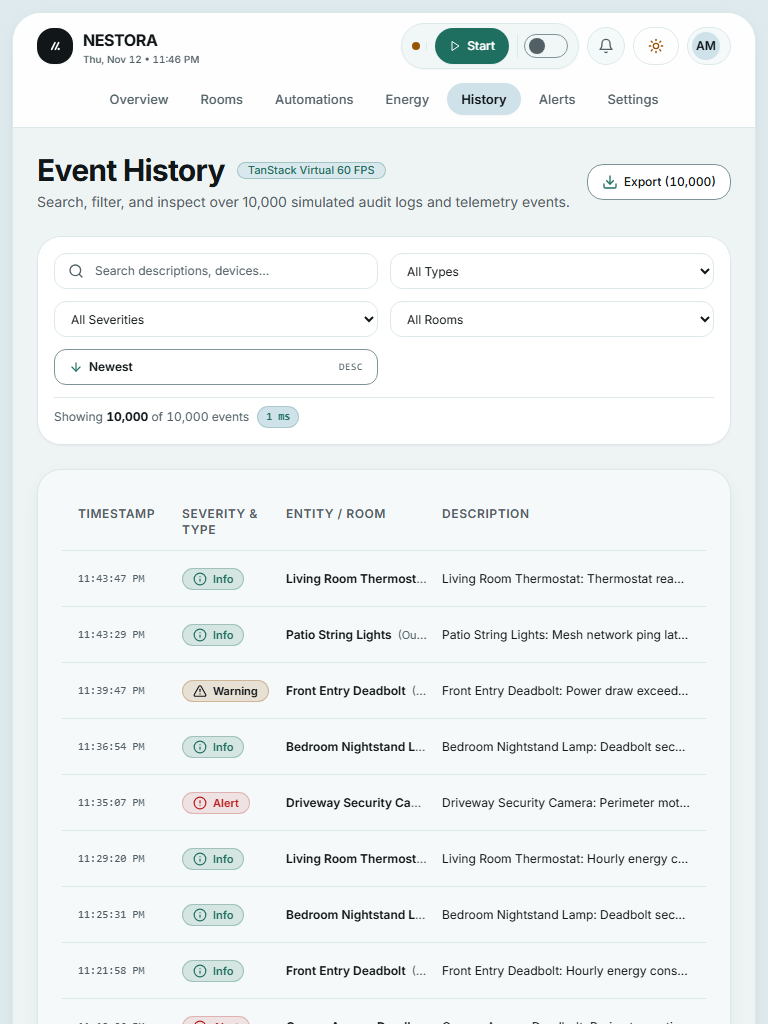 NESTORA
Thu, Nov 12 • 11:46 PM
Start
AM
Overview Rooms Automations Energy History Alerts Settings
Event History TanStack Virtual 60 FPS
Search, filter, and inspect over 10,000 simulated audit logs and telemetry events.
Export (10,000)
Search descriptions, devices...
All Types
All Severities
All Rooms
Newest DESC
Showing 10,000 of 10,000 events 1 ms
TIMESTAMP SEVERITY & TYPE ENTITY / ROOM DESCRIPTION
11:43:47 PM Info Living Room Thermost... Living Room Thermostat: Thermostat rea...
11:43:29 PM Info Patio String Lights (Ou... Patio String Lights: Mesh network ping lat...
11:39:47 PM Warning Front Entry Deadbolt (... Front Entry Deadbolt: Power draw exceed...
11:36:54 PM Info Bedroom Nightstand L... Bedroom Nightstand Lamp: Deadbolt sec...
11:35:07 PM Alert Driveway Security Ca... Driveway Security Camera: Perimeter mot...
11:29:20 PM Info Living Room Thermost... Living Room Thermostat: Hourly energy c...
11:25:31 PM Info Bedroom Nightstand L... Bedroom Nightstand Lamp: Deadbolt sec...
11:21:58 PM Info Front Entry Deadbolt (... Front Entry Deadbolt: Hourly energy cons...